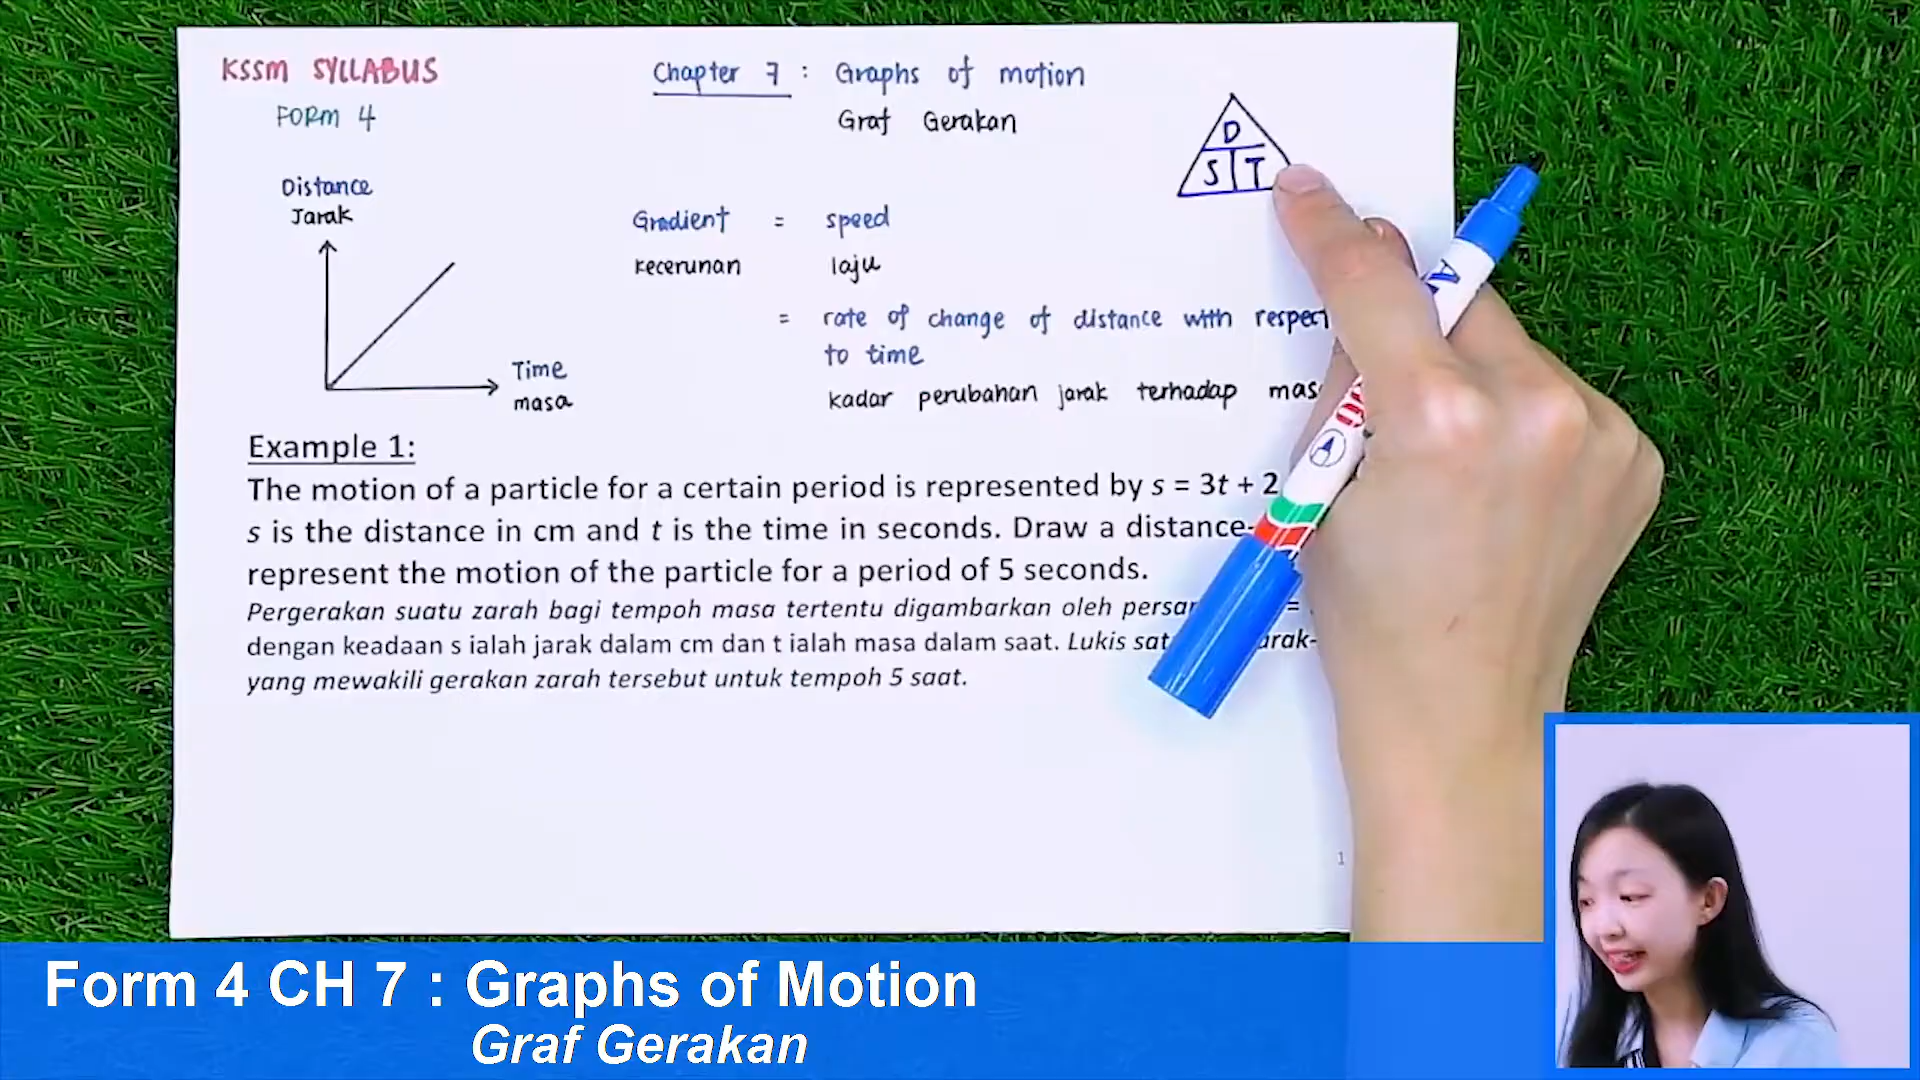 KSSM SYLLABUS
FORM 4
Chapter 7 : Graphs of motion
Graf Gerakan
D
S T
Distance
Jarak
Time
masa
Gradient = speed
kecerunan laju
= rate of change of distance with respect
to time
kadar perubahan jarak terhadap
Example 1:
The motion of a particle for a certain period is represented by s = 3t + 2
s is the distance in cm and t is the time in seconds. Draw a distance-
represent the motion of the particle for a period of 5 seconds.
Pergerakan suatu zarah bagi tempoh masa tertentu digambarkan oleh =
dengan keadaan s ialah jarak dalam cm dan t ialah masa dalam saat. Lukis
yang mewakili gerakan zarah tersebut untuk tempoh 5 saat.
1
Form 4 CH 7 : Graphs of Motion
Graf Gerakan